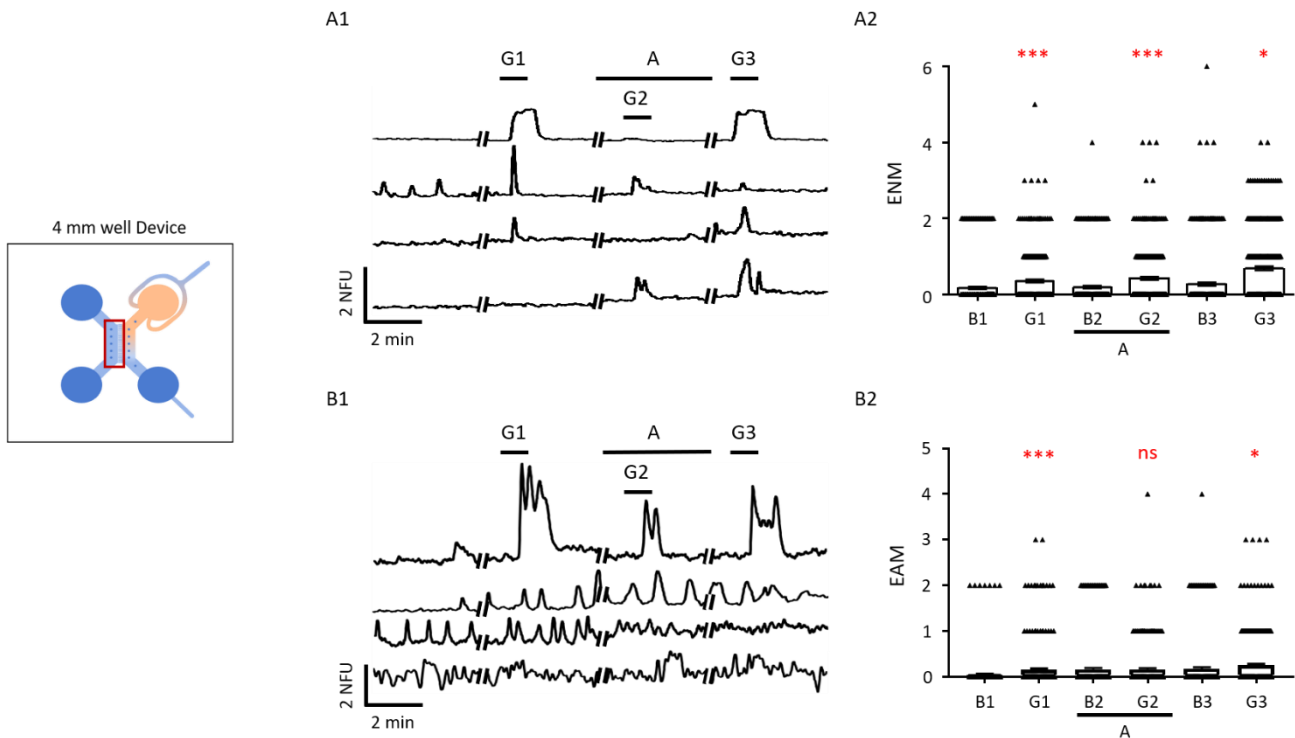 4 mm well Device
A1
G1 A G3
G2
2 NFU
2 min
A2
*** *** *
6
4
2
0
ENM
B1 G1 B2 G2 B3 G3
A
B1
G1 A G3
G2
2 NFU
2 min
B2
*** ns *
5
4
3
2
1
0
EAM
B1 G1 B2 G2 B3 G3
A